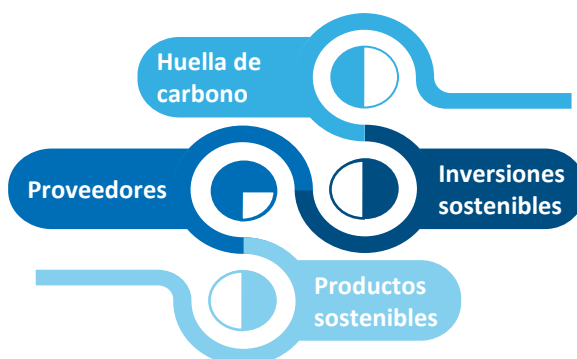 Huella de
carbono
Proveedores
Inversiones
sostenibles
Productos
sostenibles